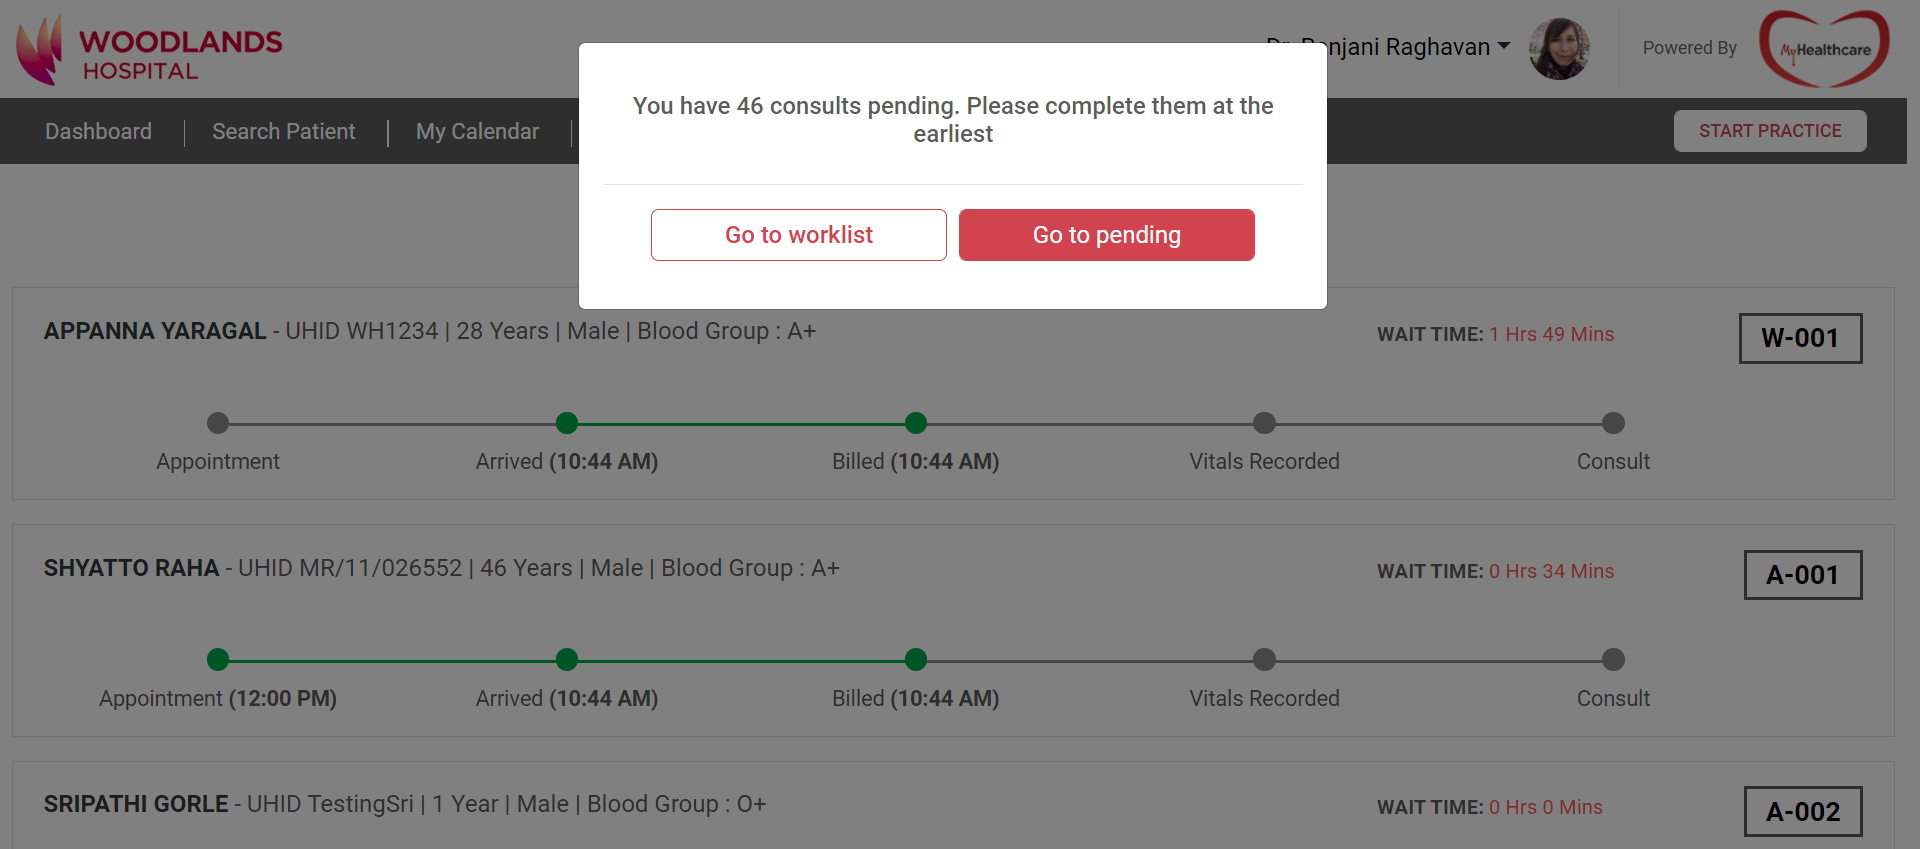 WOODLANDS
HOSPITAL
Raghavan
Powered By
MyHealthcare
Dashboard
Search Patient
My Calendar
START PRACTICE
You have 46 consults pending. Please complete them at the
earliest
Go to worklist
Go to pending
APPANNA YARAGAL - UHID WH1234 | 28 Years | Male | Blood Group : A+
WAIT TIME: 1 Hrs 49 Mins
W-001
Appointment
Arrived (10:44 AM)
Billed (10:44 AM)
Vitals Recorded
Consult
SHYATTO RAHA - UHID MR/11/026552 | 46 Years | Male | Blood Group : A+
WAIT TIME: 0 Hrs 34 Mins
A-001
Appointment (12:00 PM)
Arrived (10:44 AM)
Billed (10:44 AM)
Vitals Recorded
Consult
SRIPATHI GORLE - UHID TestingSri | 1 Year | Male | Blood Group : O+
WAIT TIME: 0 Hrs 0 Mins
A-002